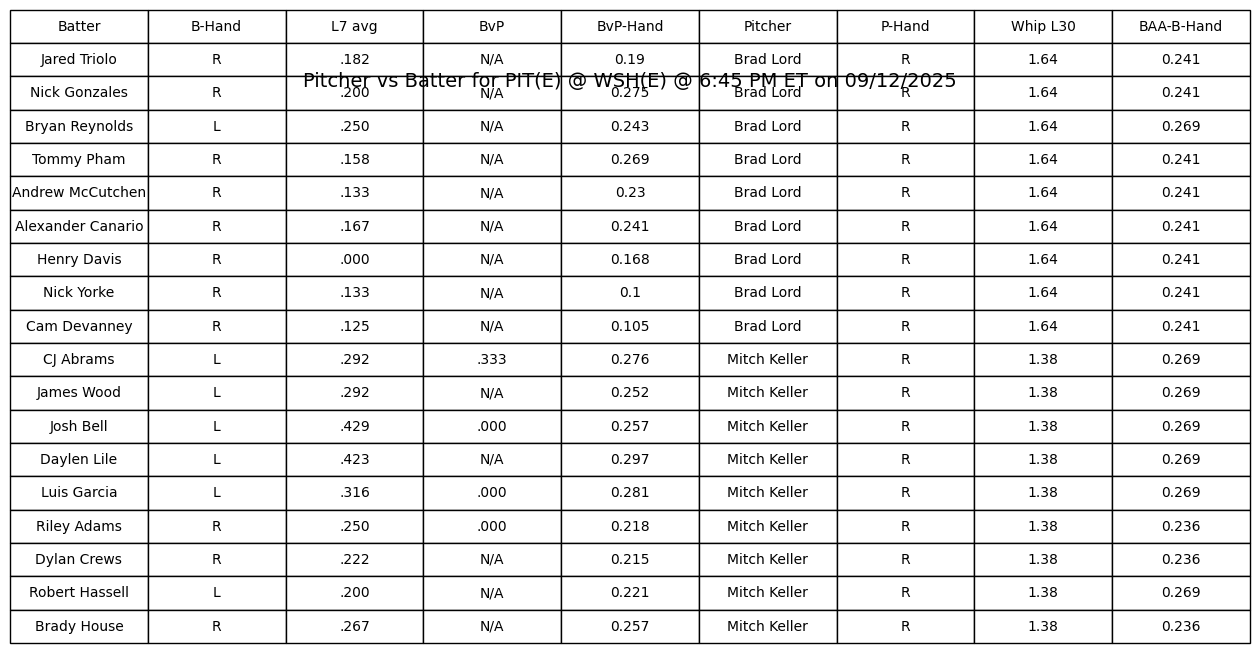 Batter B-Hand L7 avg BvP BvP-Hand Pitcher P-Hand Whip L30 BAA-B-Hand
Jared Triolo R .182 N/A 0.19 Brad Lord R 1.64 0.241
Pitcher vs Batter for PIT(E) @ WSH(E) @ 6:45 PM ET on 09/12/2025
Nick Gonzales R .200 N/A 0.275 Brad Lord R 1.64 0.241
Bryan Reynolds L .250 N/A 0.243 Brad Lord R 1.64 0.269
Tommy Pham R .158 N/A 0.269 Brad Lord R 1.64 0.241
Andrew McCutchen R .133 N/A 0.23 Brad Lord R 1.64 0.241
Alexander Canario R .167 N/A 0.241 Brad Lord R 1.64 0.241
Henry Davis R .000 N/A 0.168 Brad Lord R 1.64 0.241
Nick Yorke R .133 N/A 0.1 Brad Lord R 1.64 0.241
Cam Devanney R .125 N/A 0.105 Brad Lord R 1.64 0.241
CJ Abrams L .292 .333 0.276 Mitch Keller R 1.38 0.269
James Wood L .292 N/A 0.252 Mitch Keller R 1.38 0.269
Josh Bell L .429 .000 0.257 Mitch Keller R 1.38 0.269
Daylen Lile L .423 N/A 0.297 Mitch Keller R 1.38 0.269
Luis Garcia L .316 .000 0.281 Mitch Keller R 1.38 0.269
Riley Adams R .250 .000 0.218 Mitch Keller R 1.38 0.236
Dylan Crews R .222 N/A 0.215 Mitch Keller R 1.38 0.236
Robert Hassell L .200 N/A 0.221 Mitch Keller R 1.38 0.269
Brady House R .267 N/A 0.257 Mitch Keller R 1.38 0.236